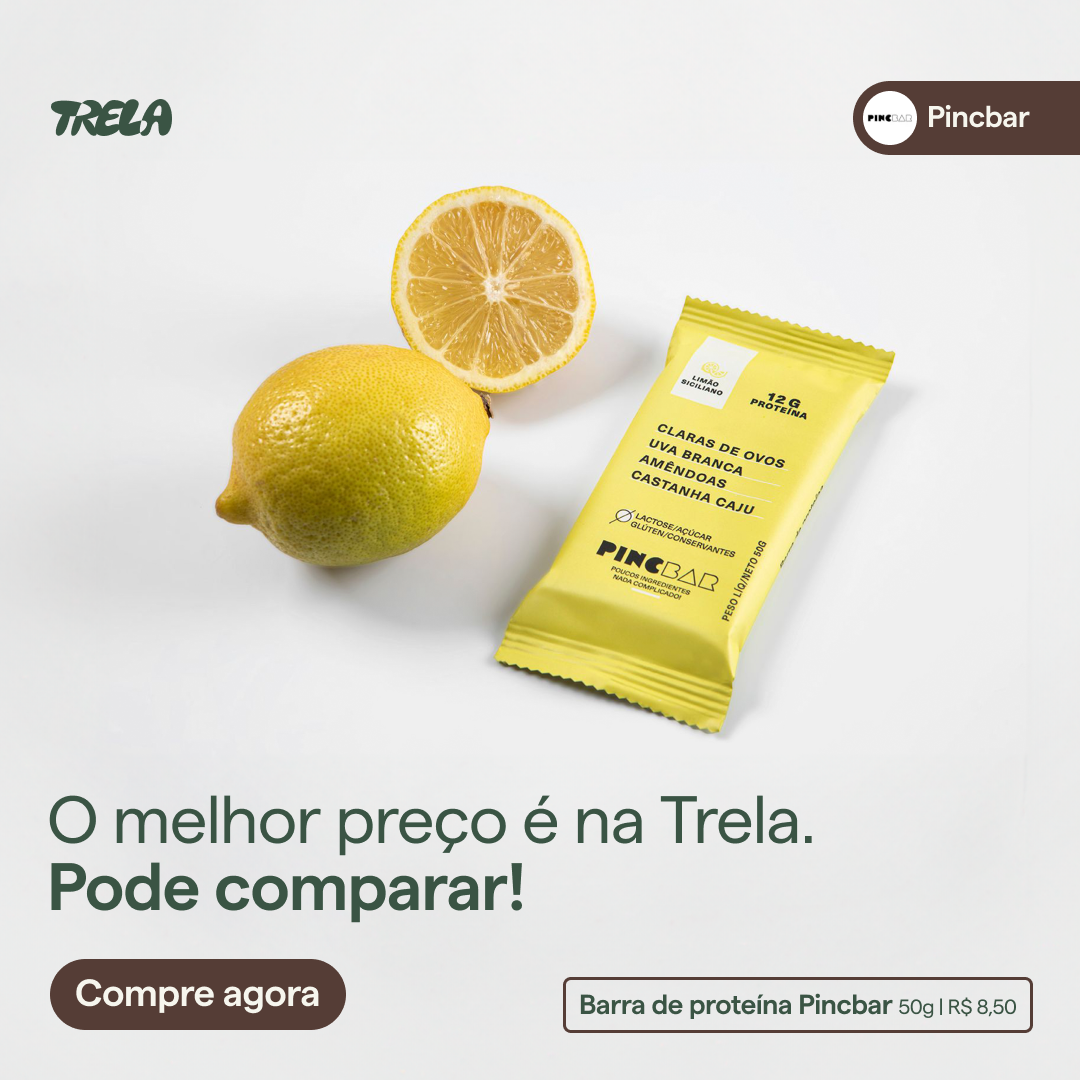 TRELA
PINCBAR
Pincbar
LIMÃO
SICILIANO
12 G
PROTEÍNA
CLARAS DE OVOS
UVA BRANCA
AMÊNDOAS
CASTANHA CAJU
LACTOSE/AÇÚCAR
GLÚTEN/CONSERVANTES
PINCBAR
POUCOS INGREDIENTES
NADA COMPLICADO!
PESO LÍQ/NETO 50G
O melhor preço é na Trela.
Pode comparar!
Compre agora
Barra de proteína Pincbar 50g | R$ 8,50